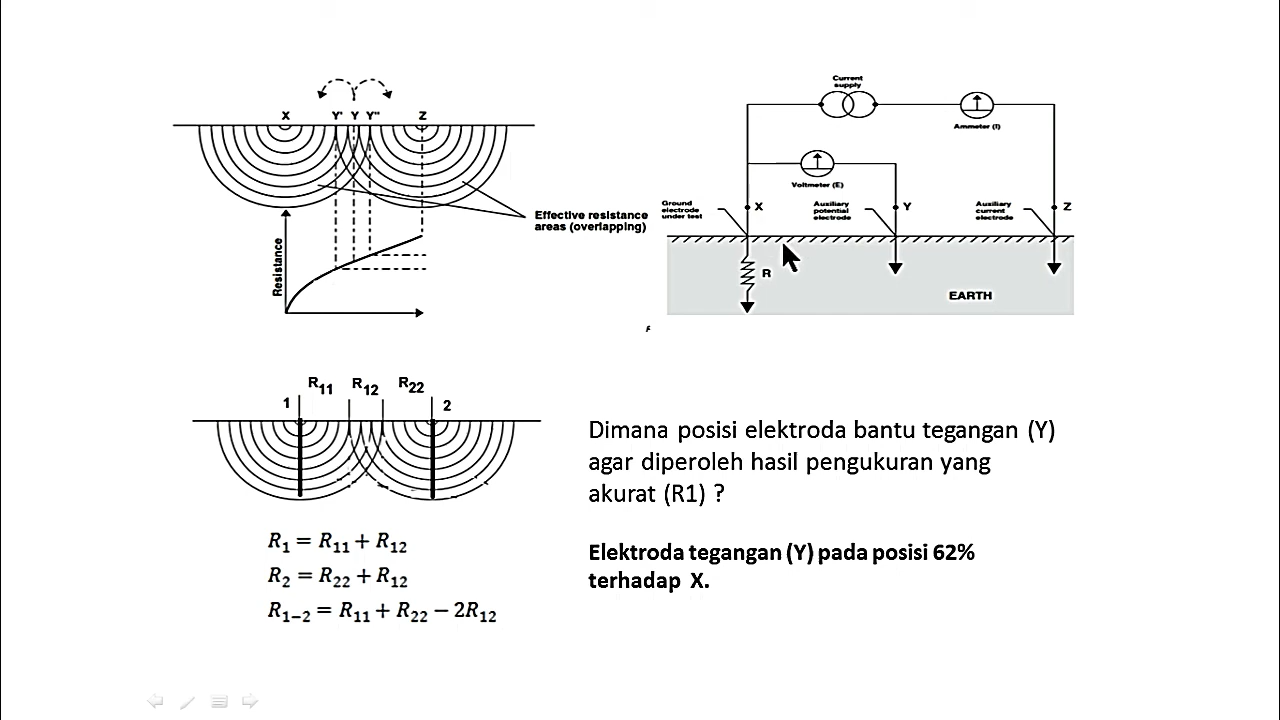 X Y' Y Y" Z
Effective resistance
areas (overlapping)
Resistance
Current
supply
Ammeter (I)
Voltmeter (E)
Ground
electrode
under test
X
Auxiliary
potential
electrode
Y
Auxiliary
current
electrode
Z
R
EARTH
R11 R12 R22
1 2
R1 = R11 + R12
R2 = R22 + R12
R1−2 = R11 + R22 − 2R12
Dimana posisi elektroda bantu tegangan (Y)
agar diperoleh hasil pengukuran yang
akurat (R1) ?
Elektroda tegangan (Y) pada posisi 62%
terhadap X.